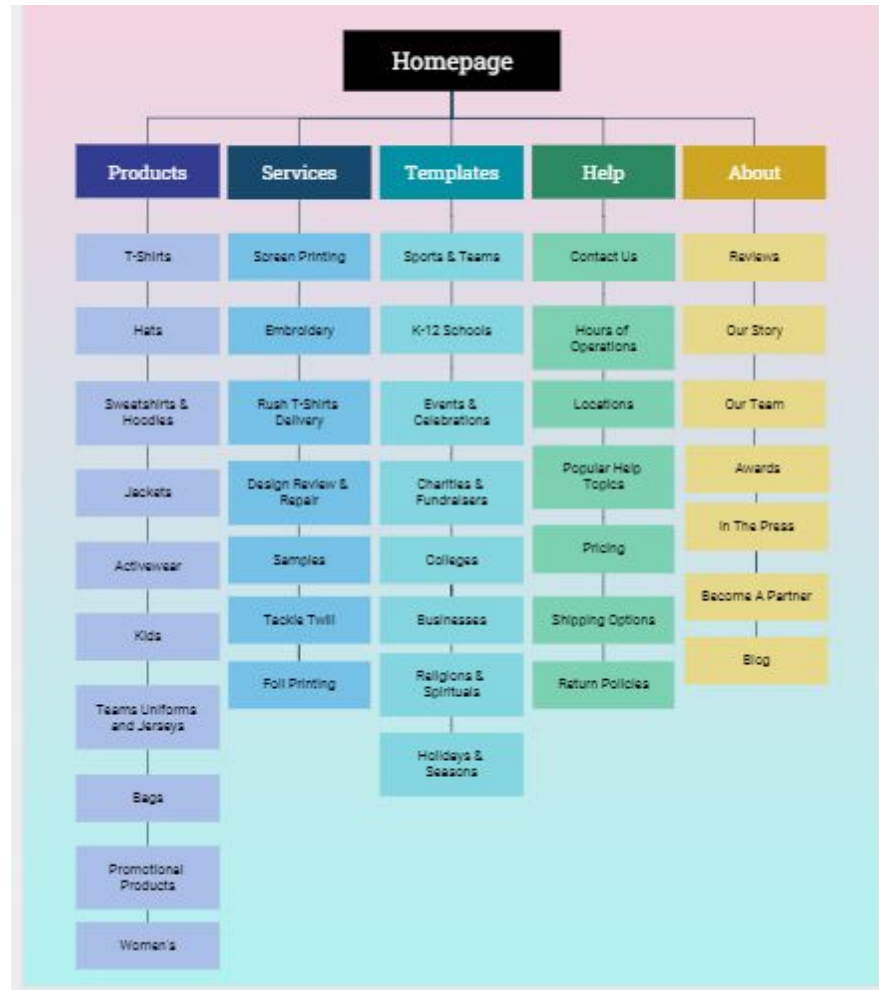 Homepage
Products
Services
Templates
Help
About
T-Shirts
Hats
Sweatshirts &
Hoodies
Jackets
Activewear
Kids
Teams Uniforms
and Jerseys
Bags
Promotional
Products
Women's
Screen Printing
Embroidery
Rush T-Shirts
Delivery
Design Review &
Repair
Samples
Tackle Twill
Foil Printing
Sports & Teams
K-12 Schools
Events &
Celebrations
Charities &
Fundraisers
Colleges
Businesses
Religions &
Spirituals
Holidays &
Seasons
Contact Us
Hours of
Operations
Locations
Popular Help
Topics
Pricing
Shipping Options
Return Policies
Reviews
Our Story
Our Team
Awards
In The Press
Become A Partner
Blog